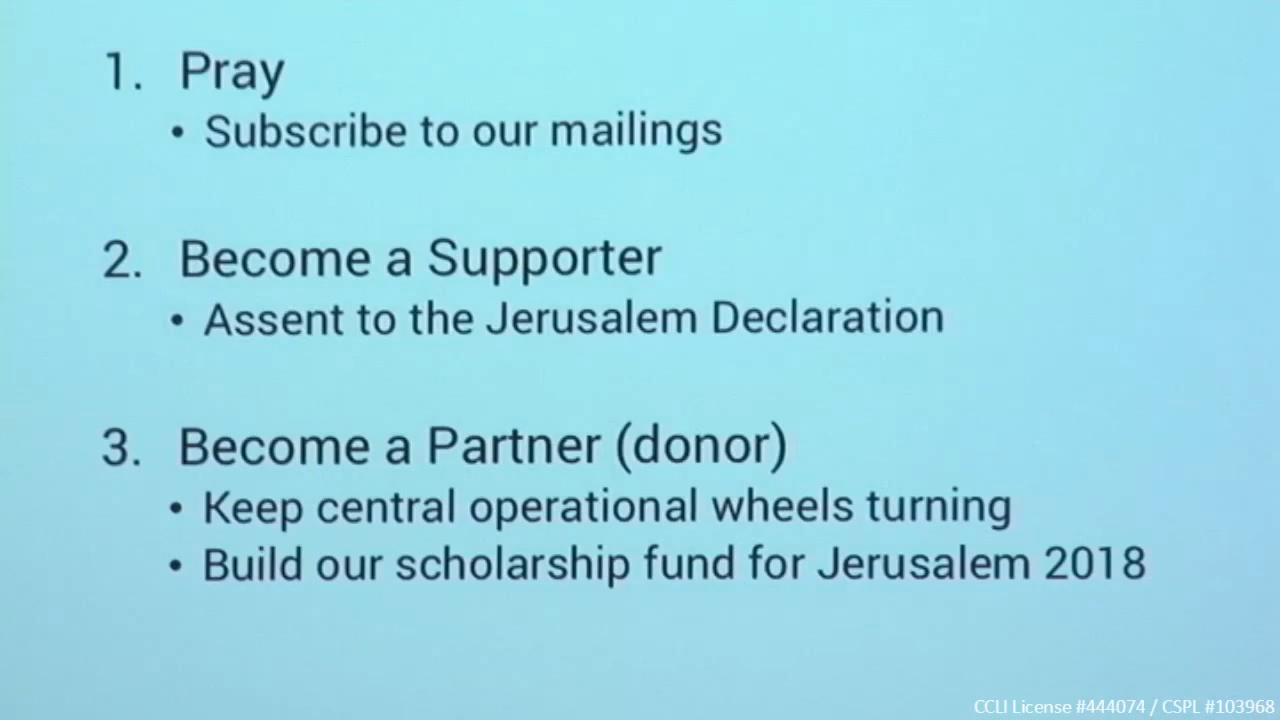 1. Pray
• Subscribe to our mailings
2. Become a Supporter
• Assent to the Jerusalem Declaration
3. Become a Partner (donor)
• Keep central operational wheels turning
• Build our scholarship fund for Jerusalem 2018
CCLI License #444074 / CSPL #103968